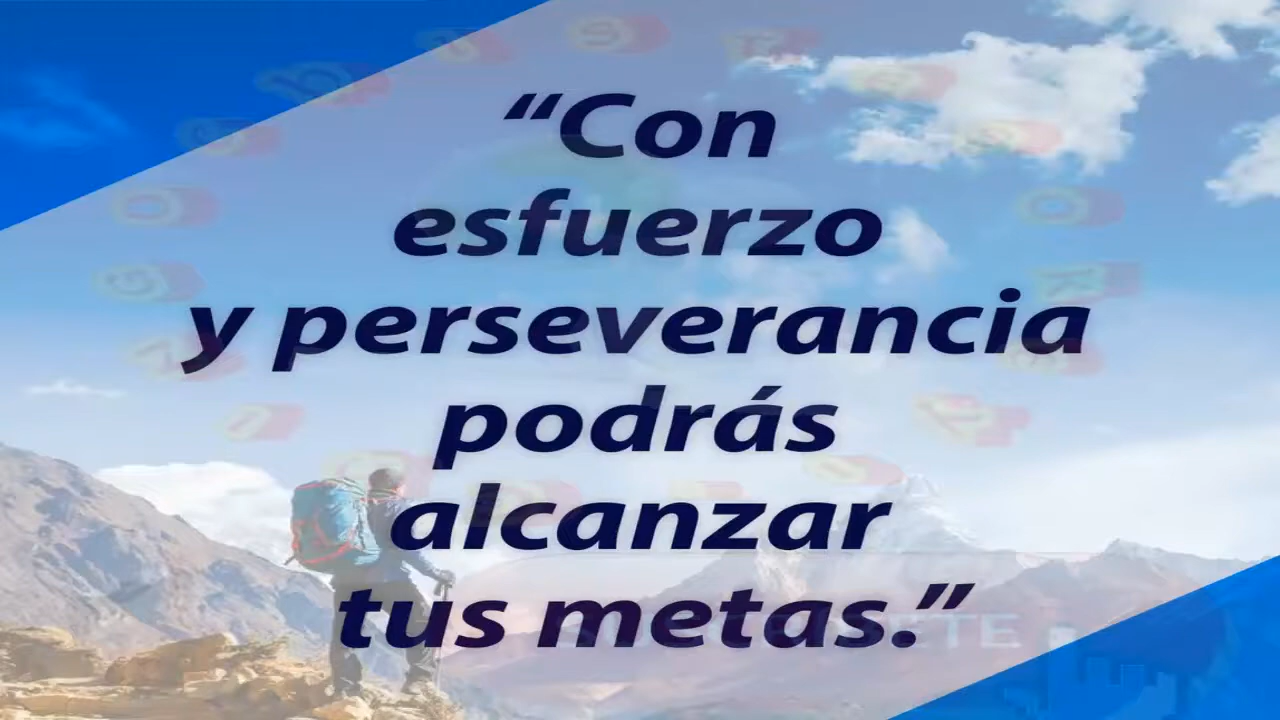 “Con
esfuerzo
y perseverancia
podrás
alcanzar
tus metas.”